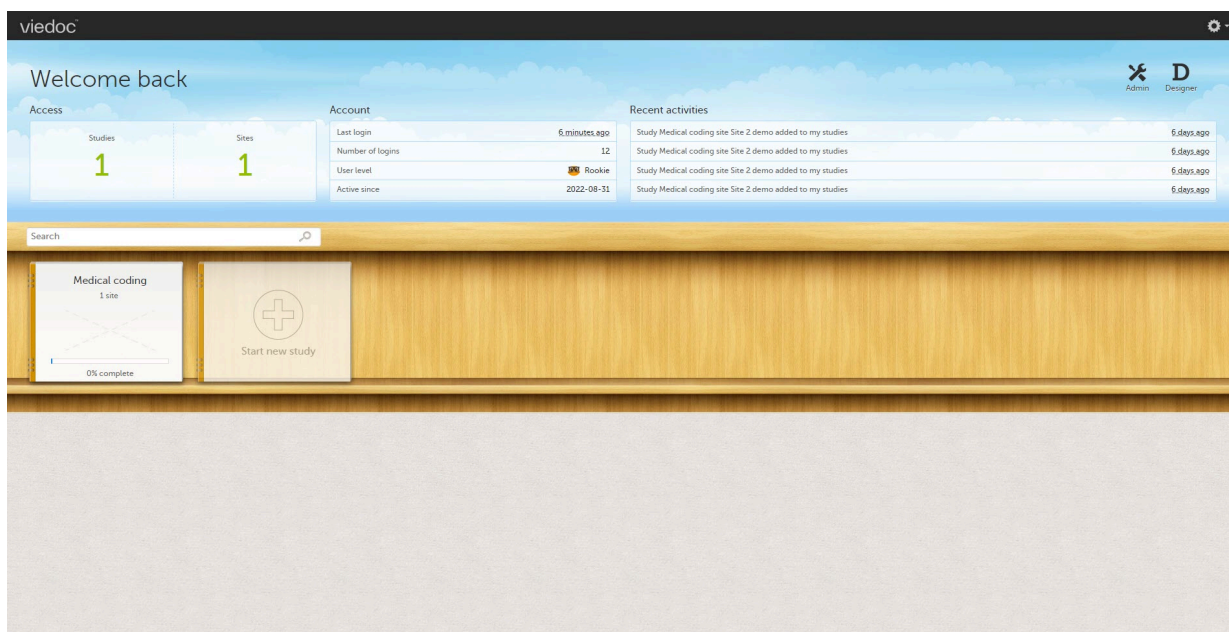 viedoc™
Welcome back
Admin
D
Designer
Access
Studies
1
Sites
1
Account
Last login 6 minutes ago
Number of logins 12
User level Rookie
Active since 2022-08-31
Recent activities
Study Medical coding site Site 2 demo added to my studies 6 days ago
Study Medical coding site Site 2 demo added to my studies 6 days ago
Study Medical coding site Site 2 demo added to my studies 6 days ago
Study Medical coding site Site 2 demo added to my studies 6 days ago
Search
Medical coding
1 site
0% complete
Start new study